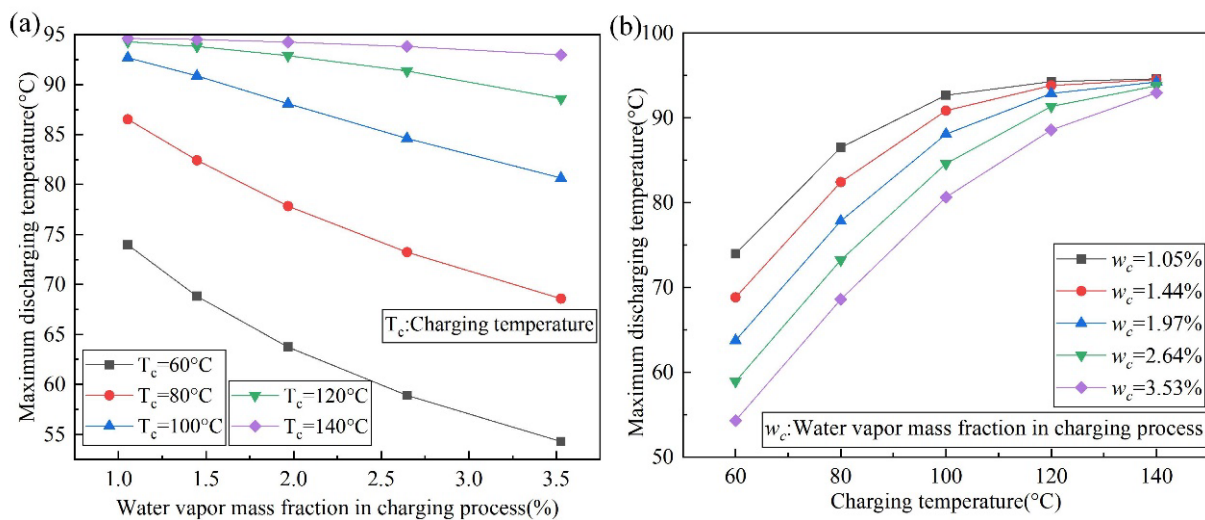 (a)
Maximum discharging temperature(°C)
95
90
85
80
75
70
65
60
55
T_c:Charging temperature
T_c=60°C
T_c=80°C
T_c=100°C
T_c=120°C
T_c=140°C
1.0 1.5 2.0 2.5 3.0 3.5
Water vapor mass fraction in charging process(%)
(b)
Maximum discharging temperature(°C)
100
90
80
70
60
50
w_c=1.05%
w_c=1.44%
w_c=1.97%
w_c=2.64%
w_c=3.53%
w_c:Water vapor mass fraction in charging process
60 80 100 120 140
Charging temperature(°C)